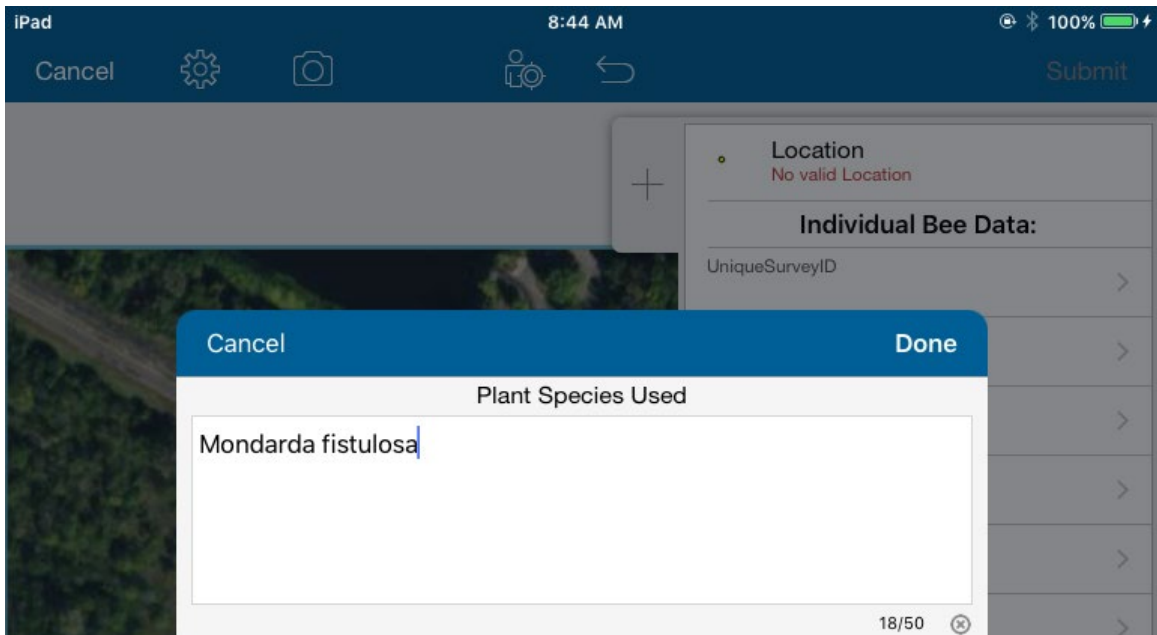 iPad 8:44 AM 100%
Cancel Submit
Location
No valid Location
Individual Bee Data:
UniqueSurveyID
Cancel Done
Plant Species Used
Mondarda fistulosa
18/50